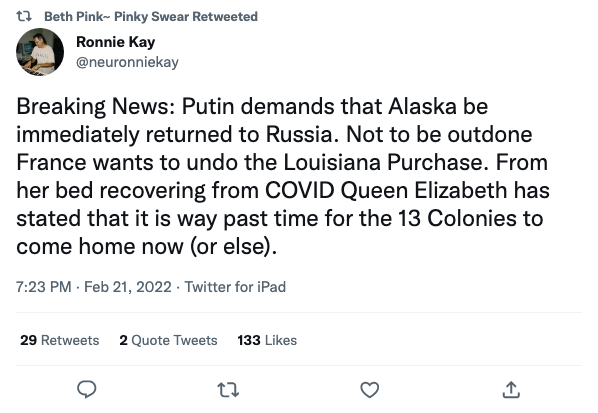 Beth Pink~ Pinky Swear Retweeted
Ronnie Kay
@neuronniekay
Breaking News: Putin demands that Alaska be
immediately returned to Russia. Not to be outdone
France wants to undo the Louisiana Purchase. From
her bed recovering from COVID Queen Elizabeth has
stated that it is way past time for the 13 Colonies to
come home now (or else).
7:23 PM · Feb 21, 2022 · Twitter for iPad
29 Retweets 2 Quote Tweets 133 Likes